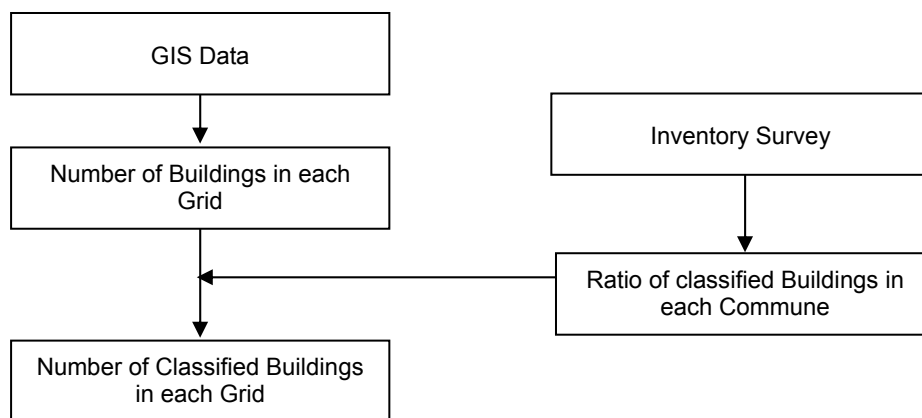 GIS Data
Inventory Survey
Number of Buildings in each
Grid
Ratio of classified Buildings in
each Commune
Number of Classified Buildings
in each Grid